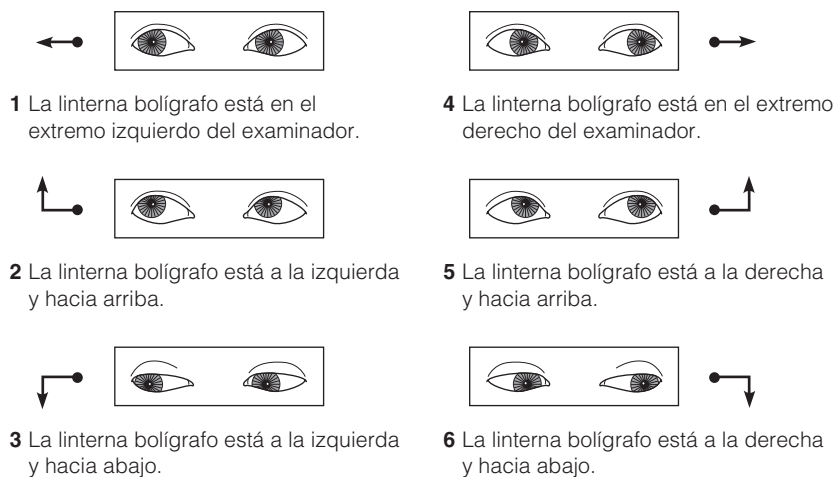 1 La linterna bolígrafo está en el
extremo izquierdo del examinador.
2 La linterna bolígrafo está a la izquierda
y hacia arriba.
3 La linterna bolígrafo está a la izquierda
y hacia abajo.
4 La linterna bolígrafo está en el extremo
derecho del examinador.
5 La linterna bolígrafo está a la derecha
y hacia arriba.
6 La linterna bolígrafo está a la derecha
y hacia abajo.